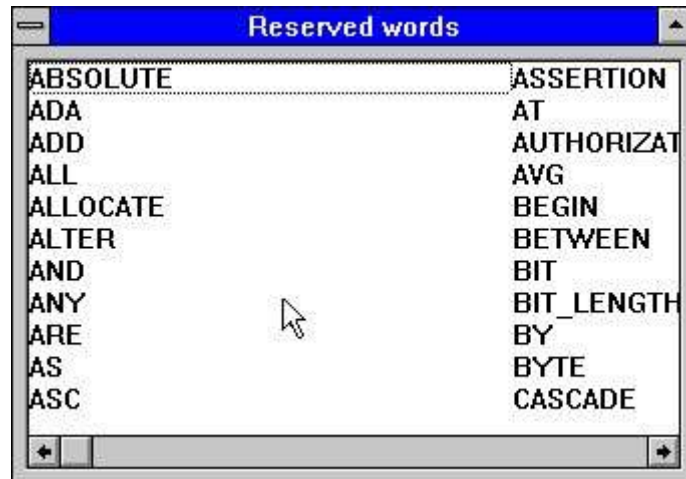 Reserved words
ABSOLUTE
ADA
ADD
ALL
ALLOCATE
ALTER
AND
ANY
ARE
AS
ASC
ASSERTION
AT
AUTHORIZAT
AVG
BEGIN
BETWEEN
BIT
BIT_LENGTH
BY
BYTE
CASCADE